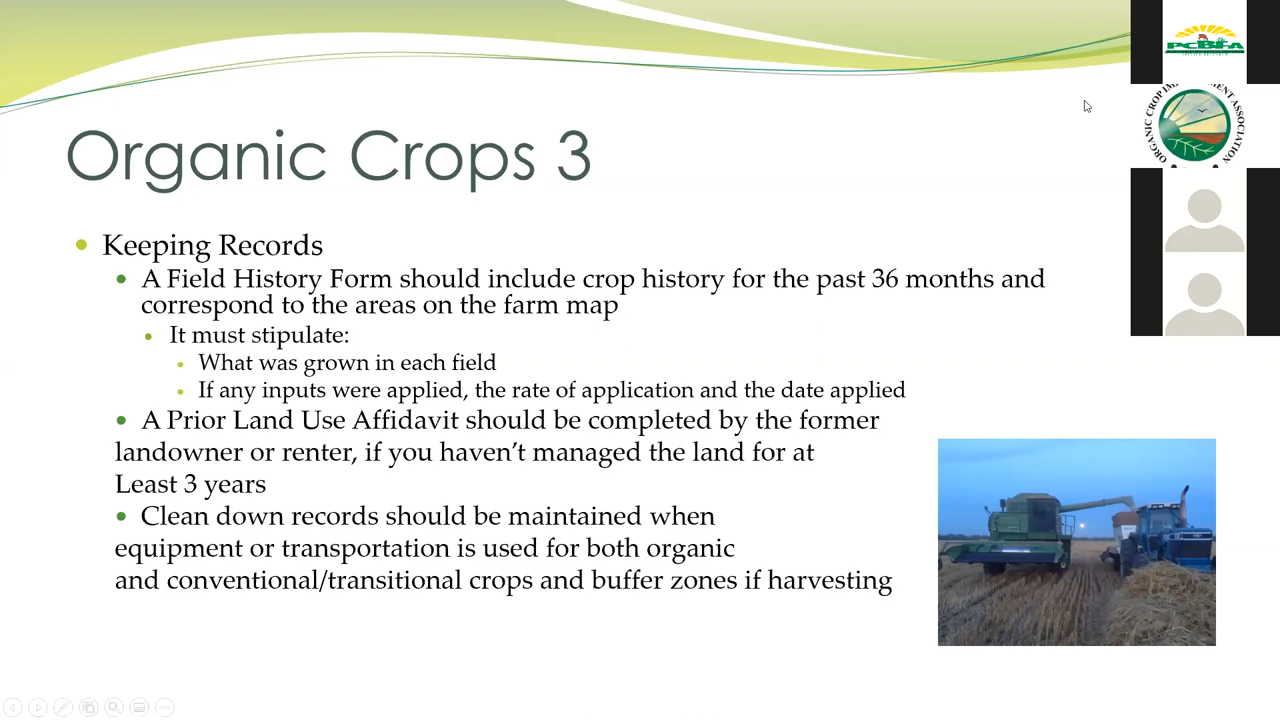 PCBFA
ORGANIC CROP IMPROVEMENT ASSOCIATION
Organic Crops 3
Keeping Records
A Field History Form should include crop history for the past 36 months and
correspond to the areas on the farm map
It must stipulate:
What was grown in each field
If any inputs were applied, the rate of application and the date applied
A Prior Land Use Affidavit should be completed by the former
landowner or renter, if you haven’t managed the land for at
Least 3 years
Clean down records should be maintained when
equipment or transportation is used for both organic
and conventional/transitional crops and buffer zones if harvesting